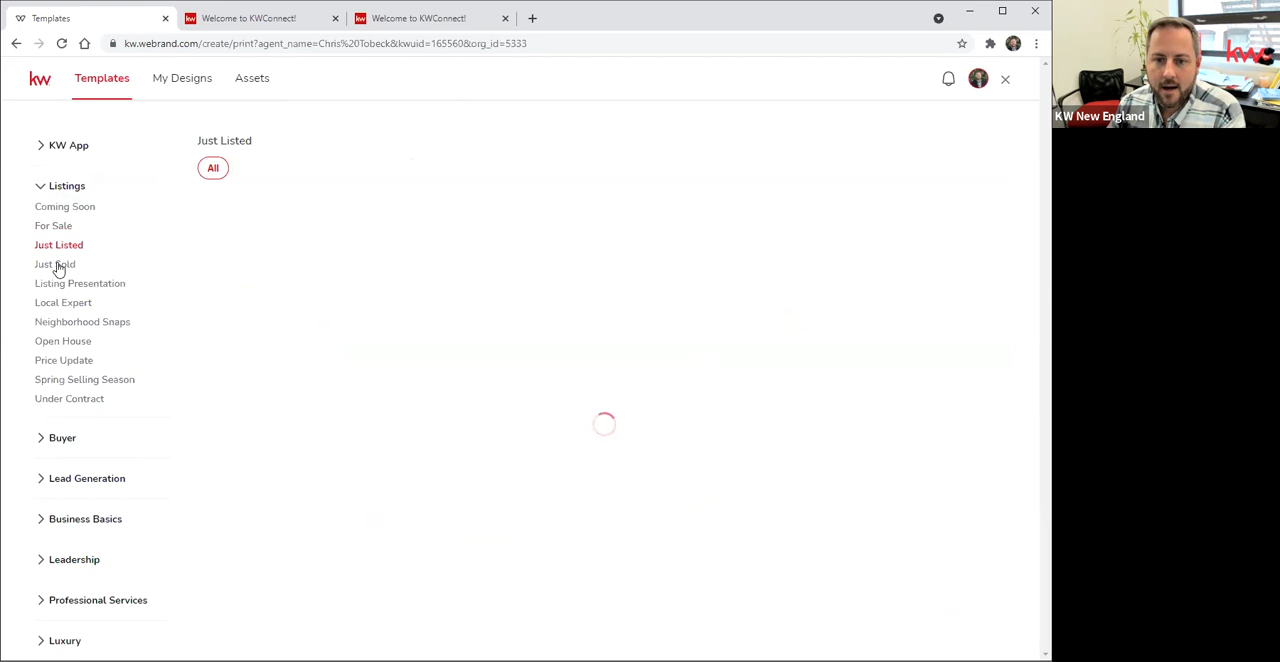 Templates
Welcome to KWConnect!
Welcome to KWConnect!
kw.webrand.com/create/print?agent_name=Chris%20Tobeck&kwuid=165560&org_id=5333
kw
Templates
My Designs
Assets
KW App
Listings
Coming Soon
For Sale
Just Listed
Just Sold
Listing Presentation
Local Expert
Neighborhood Snaps
Open House
Price Update
Spring Selling Season
Under Contract
Buyer
Lead Generation
Business Basics
Leadership
Professional Services
Luxury
Just Listed
All
kw
KW New England